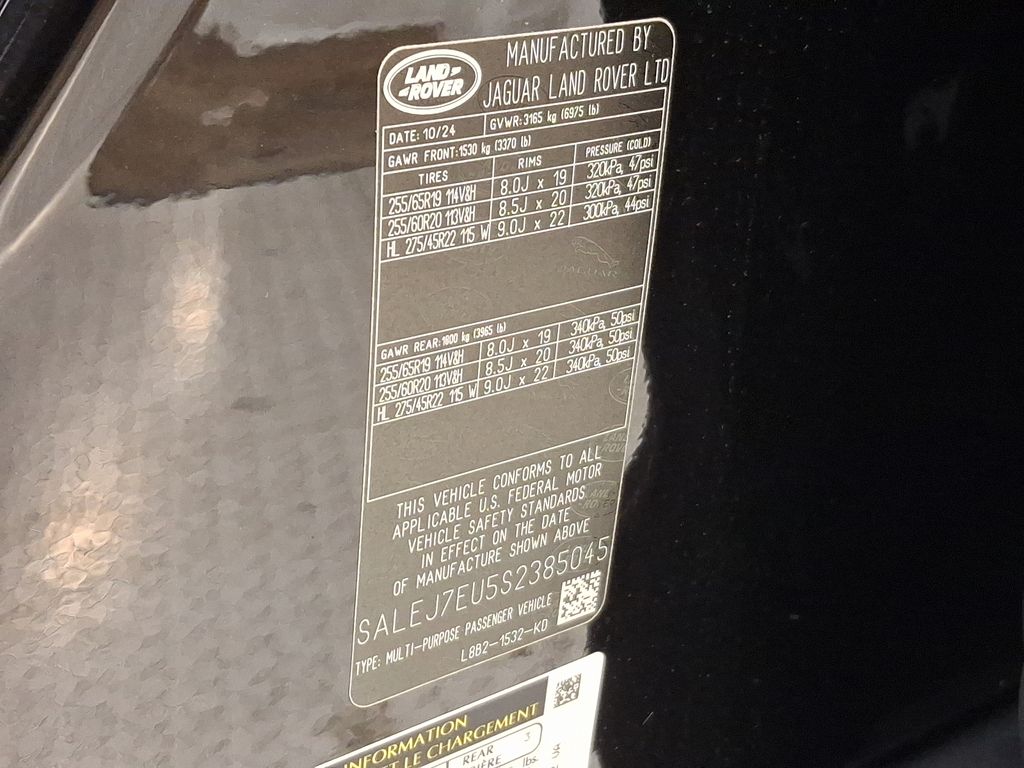 LAND ROVER
MANUFACTURED BY
JAGUAR LAND ROVER LTD
DATE: 10/24 GVWR: 3165 kg (6975 lb)
GAWR FRONT: 1530 kg (3370 lb)
TIRES RIMS PRESSURE (COLD)
255/65R19 114V&H 8.0J x 19 320kPa, 47psi
255/60R20 113V&H 8.5J x 20 320kPa, 47psi
HL 275/45R22 115 W 9.0J x 22 300kPa, 44psi
JAGUAR
GAWR REAR: 1800 kg (3965 lb)
255/65R19 114V&H 8.0J x 19 340kPa, 50psi
255/60R20 113V&H 8.5J x 20 340kPa, 50psi
HL 275/45R22 115 W 9.0J x 22 340kPa, 50psi
LAND ROVER
THIS VEHICLE CONFORMS TO ALL
APPLICABLE U.S. FEDERAL MOTOR
VEHICLE SAFETY STANDARDS
IN EFFECT ON THE DATE
OF MANUFACTURE SHOWN ABOVE
SALEJ7EU5S2385045
TYPE: MULTI-PURPOSE PASSENGER VEHICLE
L8B2-1532-KD
INFORMATION
ET LE CHARGEMENT
REAR 3
lbs.